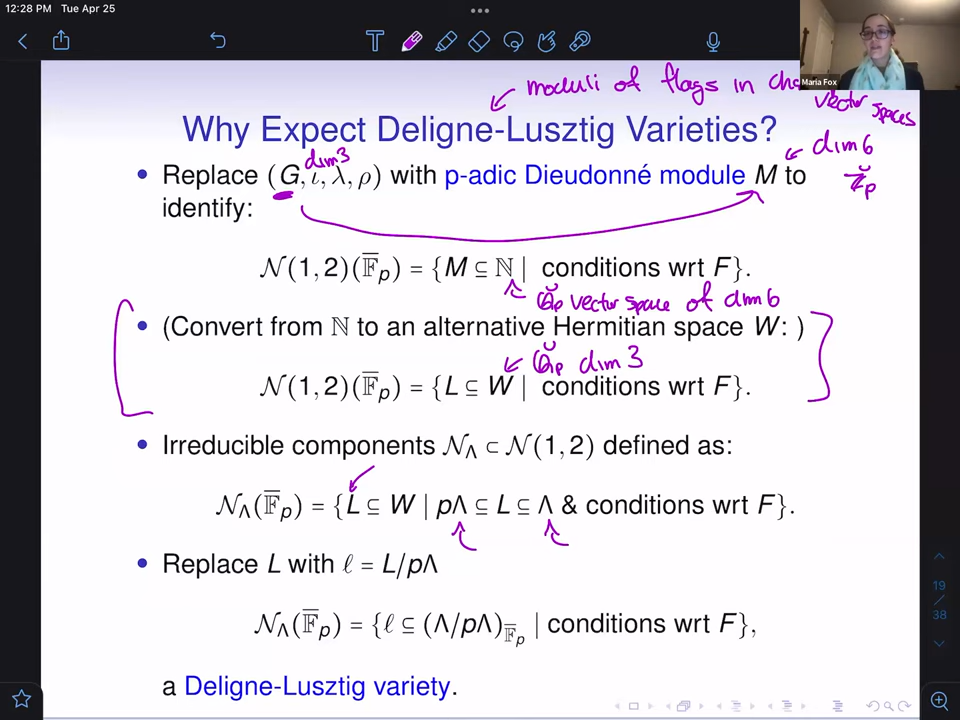 12:28 PM Tue Apr 25
Maria Fox
moduli of flags in
vector spaces
Why Expect Deligne-Lusztig Varieties?
dim 6
dim 3
• Replace (G, ι, λ, ρ) with p-adic Dieudonné module M to
Z̆p
identify:
N(1, 2)(F̅p) = {M ⊆ ℕ | conditions wrt F}.
Q̆p vector space of dim 6
• (Convert from ℕ to an alternative Hermitian space W: )
Q̆p dim 3
N(1, 2)(F̅p) = {L ⊆ W | conditions wrt F}.
• Irreducible components NΛ ⊂ N(1, 2) defined as:
NΛ(F̅p) = {L ⊆ W | pΛ ⊆ L ⊆ Λ & conditions wrt F}.
• Replace L with ℓ = L/pΛ
NΛ(F̅p) = {ℓ ⊆ (Λ/pΛ)F̅p | conditions wrt F},
a Deligne-Lusztig variety.
19
/
38